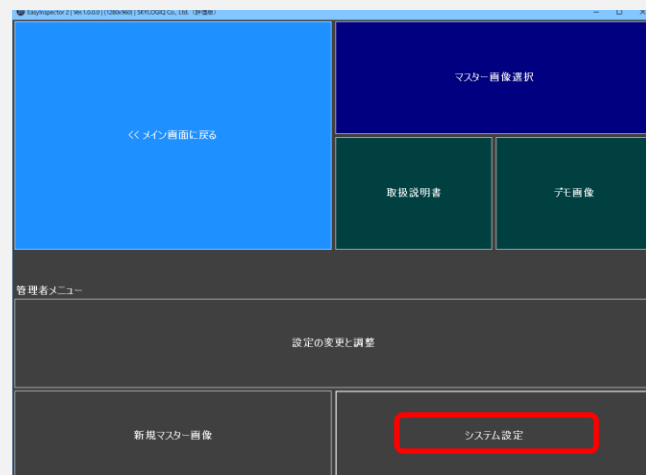 EasyInspector 2 | Ver.1.0.0.0 | (1280x960) | SKYLOGIQ Co., Ltd. (評価版)
マスター画像選択
<< メイン画面に戻る
取扱説明書
デモ画像
管理者メニュー
設定の変更と調整
新規マスター画像
システム設定